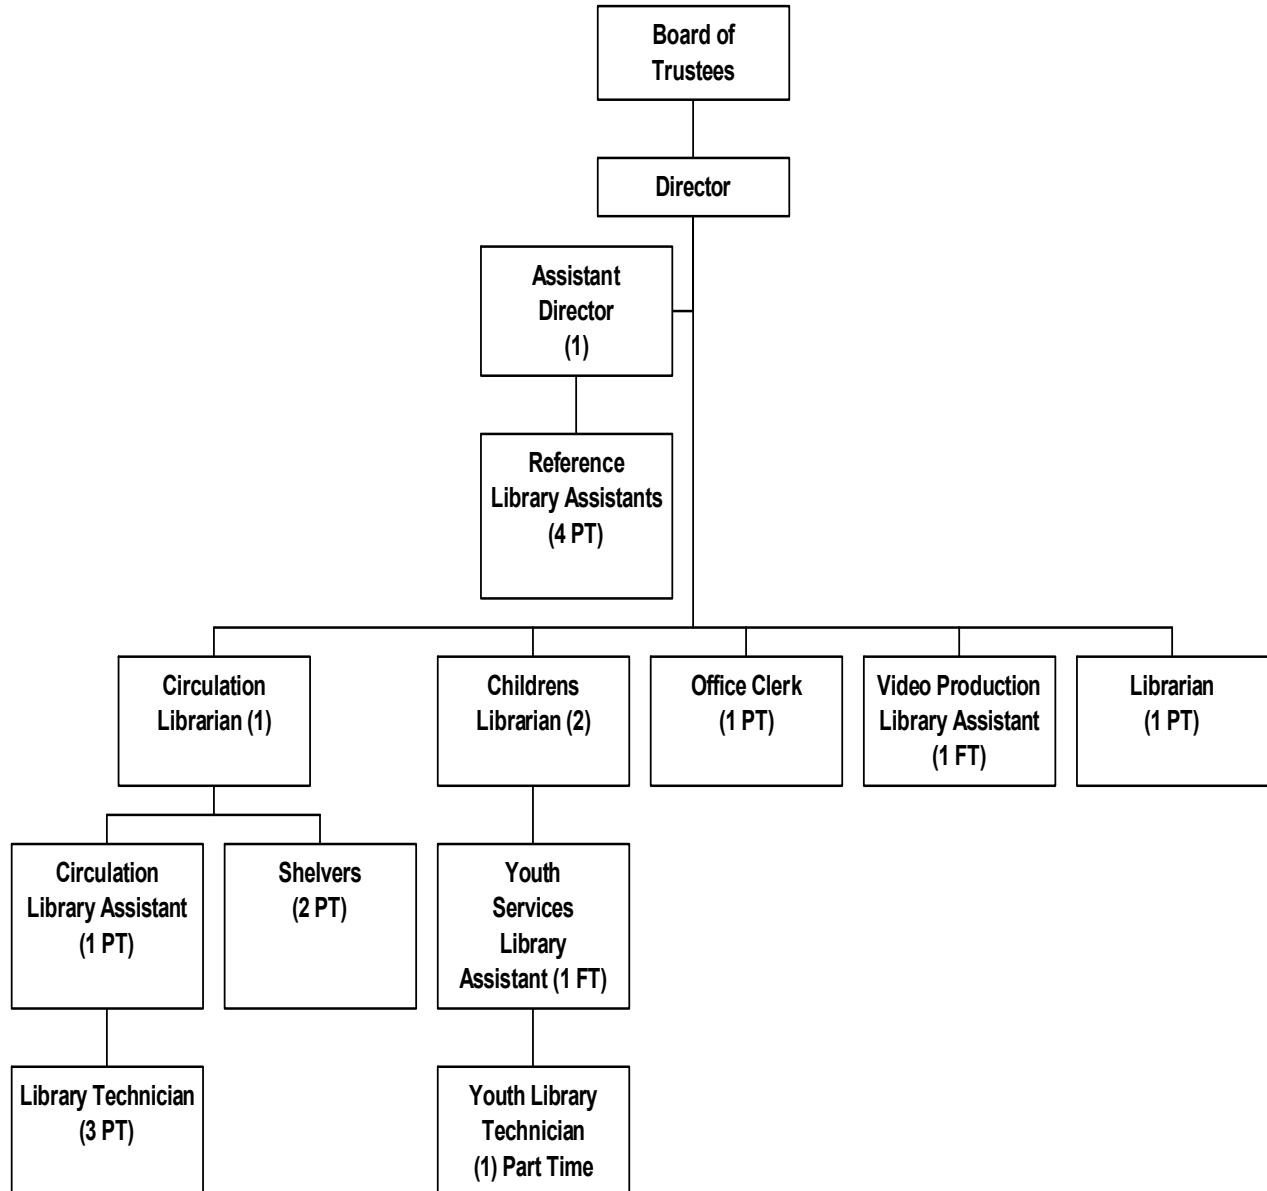 Board of
Trustees
Director
Assistant
Director
(1)
Reference
Library Assistants
(4 PT)
Circulation
Librarian (1)
Childrens
Librarian (2)
Office Clerk
(1 PT)
Video Production
Library Assistant
(1 FT)
Librarian
(1 PT)
Circulation
Library Assistant
(1 PT)
Shelvers
(2 PT)
Youth
Services
Library
Assistant (1 FT)
Library Technician
(3 PT)
Youth Library
Technician
(1) Part Time